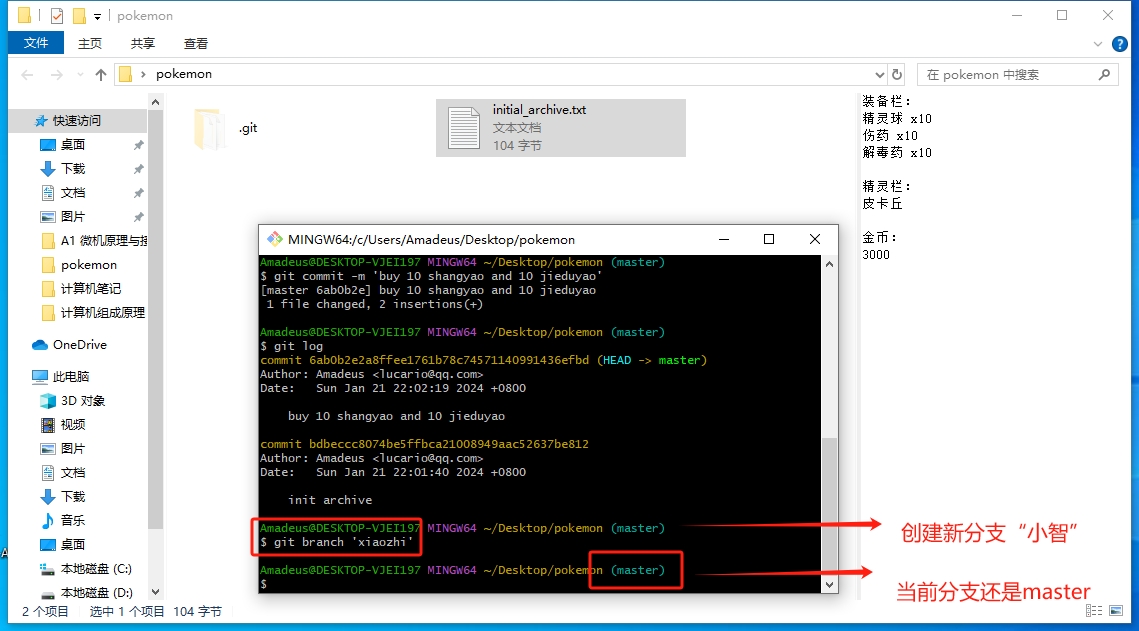 pokemon
文件 主页 共享 查看
pokemon
在 pokemon 中搜索
快速访问
桌面
下载
文档
图片
A1 微机原理与接
pokemon
计算机笔记
计算机组成原理
OneDrive
此电脑
3D 对象
视频
图片
文档
下载
音乐
桌面
本地磁盘 (C:)
本地磁盘 (D:)
2 个项目 选中 1 个项目 104 字节
.git
initial_archive.txt
文本文档
104 字节
装备栏：
精灵球 x10
伤药 x10
解毒药 x10
精灵栏：
皮卡丘
金币：
3000
MINGW64:/c/Users/Amadeus/Desktop/pokemon
Amadeus@DESKTOP-VJEI197 MINGW64 ~/Desktop/pokemon (master)
$ git commit -m 'buy 10 shangyao and 10 jieduyao'
[master 6ab0b2e] buy 10 shangyao and 10 jieduyao
1 file changed, 2 insertions(+)
Amadeus@DESKTOP-VJEI197 MINGW64 ~/Desktop/pokemon (master)
$ git log
commit 6ab0b2e2a8ffee1761b78c74571140991436efbd (HEAD -> master)
Author: Amadeus <lucario@qq.com>
Date: Sun Jan 21 22:02:19 2024 +0800
buy 10 shangyao and 10 jieduyao
commit bdbeccc8074be5ffbca21008949aac52637be812
Author: Amadeus <lucario@qq.com>
Date: Sun Jan 21 22:01:40 2024 +0800
init archive
Amadeus@DESKTOP-VJEI197 MINGW64 ~/Desktop/pokemon (master)
$ git branch 'xiaozhi'
Amadeus@DESKTOP-VJEI197 MINGW64 ~/Desktop/pokemon (master)
$
创建新分支“小智”
当前分支还是master